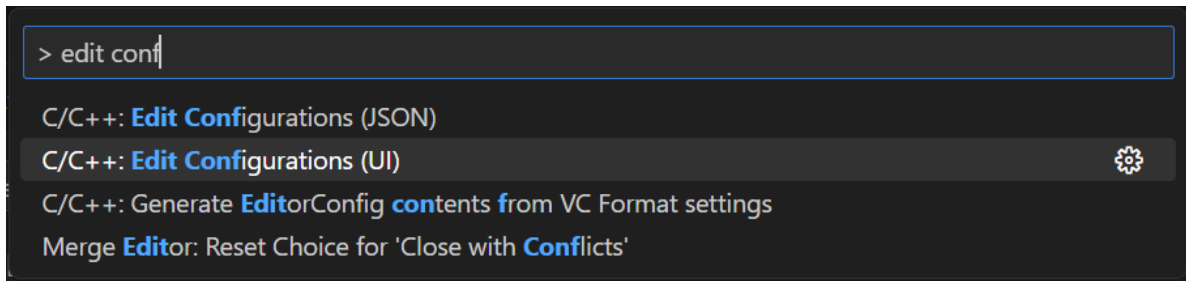 > edit conf
C/C++: Edit Configurations (JSON)
C/C++: Edit Configurations (UI)
C/C++: Generate EditorConfig contents from VC Format settings
Merge Editor: Reset Choice for 'Close with Conflicts'